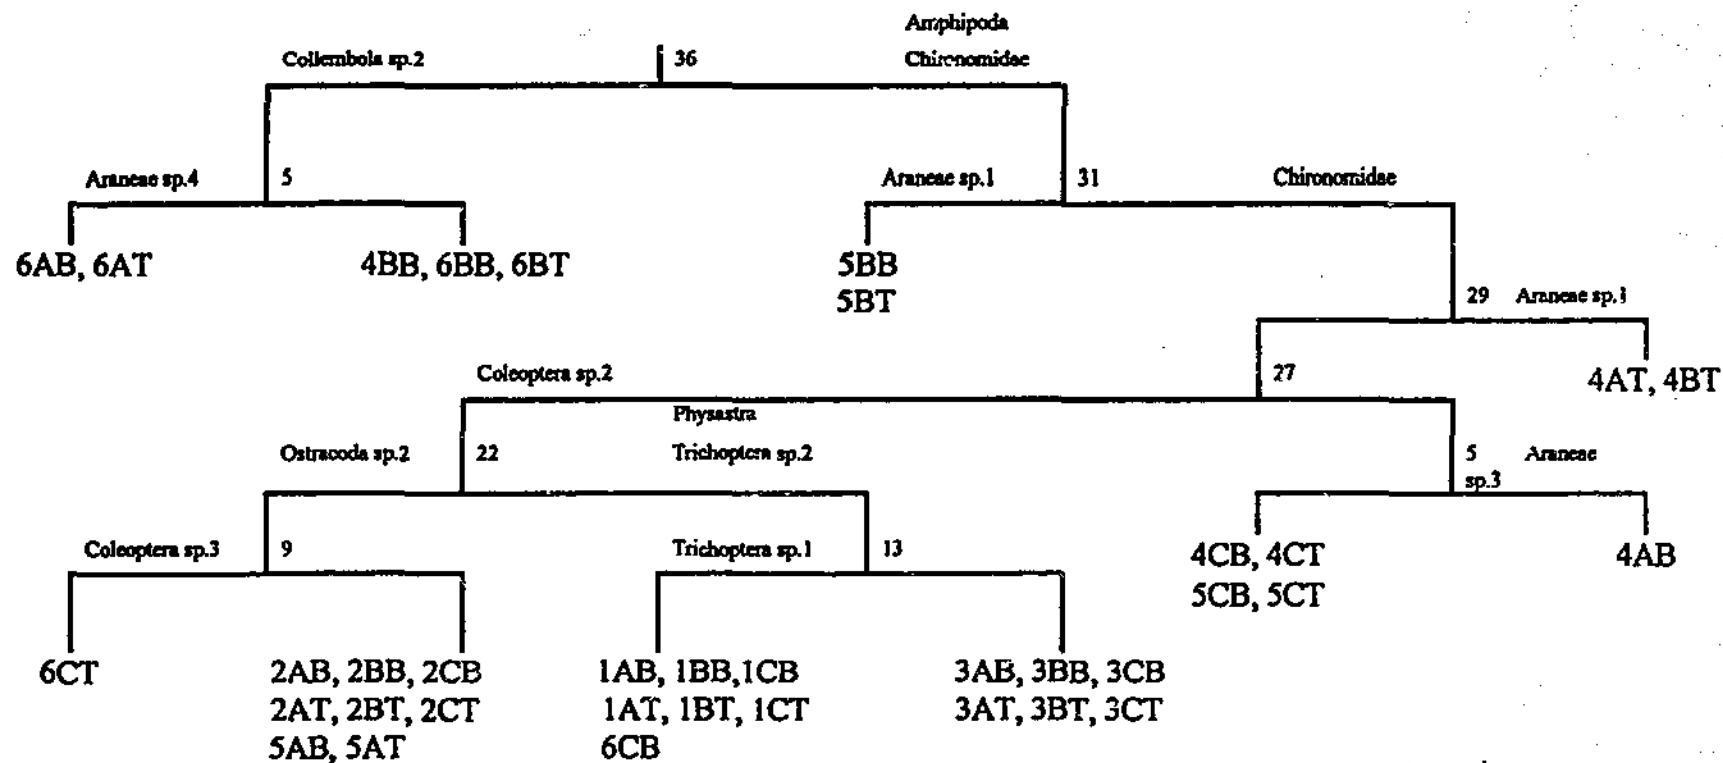 Amphipoda
Collembola sp.2 36 Chironomidae
Araneae sp.4 5 Araneae sp.1 31 Chironomidae
6AB, 6AT 4BB, 6BB, 6BT 5BB
5BT
29 Araneae sp.1
Coleoptera sp.2 27 4AT, 4BT
Physastra
Ostracoda sp.2 22 Trichoptera sp.2 5 Araneae
sp.3
Coleoptera sp.3 9 Trichoptera sp.1 13 4CB, 4CT 4AB
5CB, 5CT
6CT 2AB, 2BB, 2CB 1AB, 1BB,1CB 3AB, 3BB, 3CB
2AT, 2BT, 2CT 1AT, 1BT, 1CT 3AT, 3BT, 3CT
5AB, 5AT 6CB